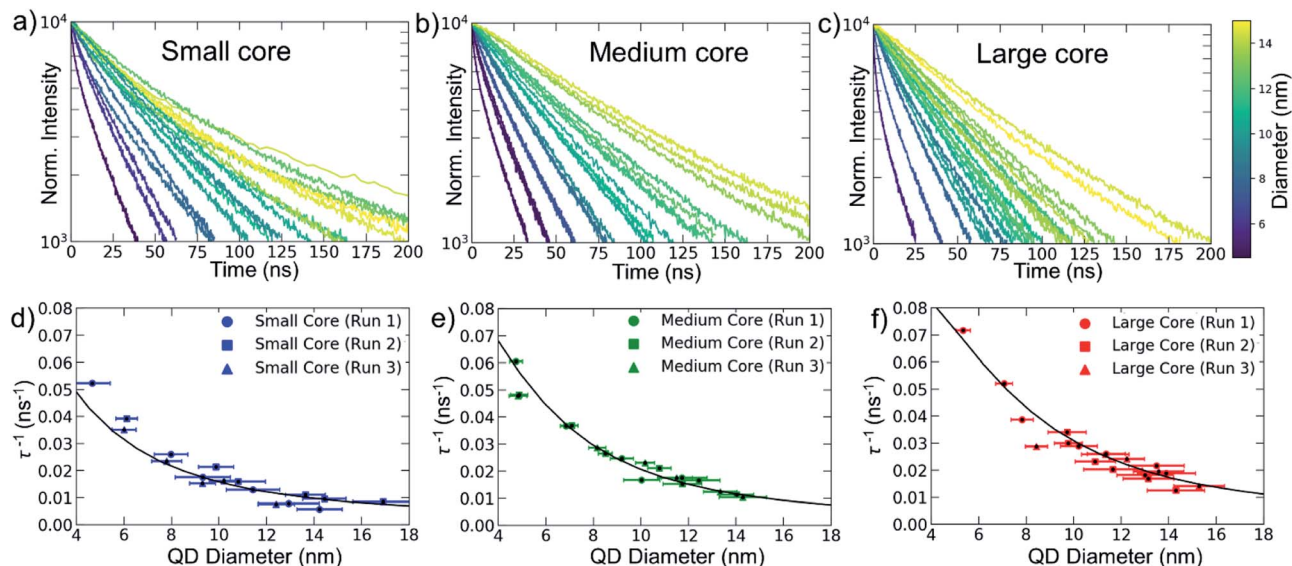 a)
Small core
10⁴
10³
Norm. Intensity
0 25 50 75 100 125 150 175 200
Time (ns)
b)
Medium core
10⁴
10³
Norm. Intensity
0 25 50 75 100 125 150 175 200
Time (ns)
c)
Large core
10⁴
10³
Norm. Intensity
0 25 50 75 100 125 150 175 200
Time (ns)
14
12
10
8
6
Diameter (nm)
d)
Small Core (Run 1)
Small Core (Run 2)
Small Core (Run 3)
0.08
0.07
0.06
0.05
0.04
0.03
0.02
0.01
0.00
τ⁻¹ (ns⁻¹)
4 6 8 10 12 14 16 18
QD Diameter (nm)
e)
Medium Core (Run 1)
Medium Core (Run 2)
Medium Core (Run 3)
0.08
0.07
0.06
0.05
0.04
0.03
0.02
0.01
0.00
τ⁻¹ (ns⁻¹)
4 6 8 10 12 14 16 18
QD Diameter (nm)
f)
Large Core (Run 1)
Large Core (Run 2)
Large Core (Run 3)
0.08
0.07
0.06
0.05
0.04
0.03
0.02
0.01
0.00
τ⁻¹ (ns⁻¹)
4 6 8 10 12 14 16 18
QD Diameter (nm)